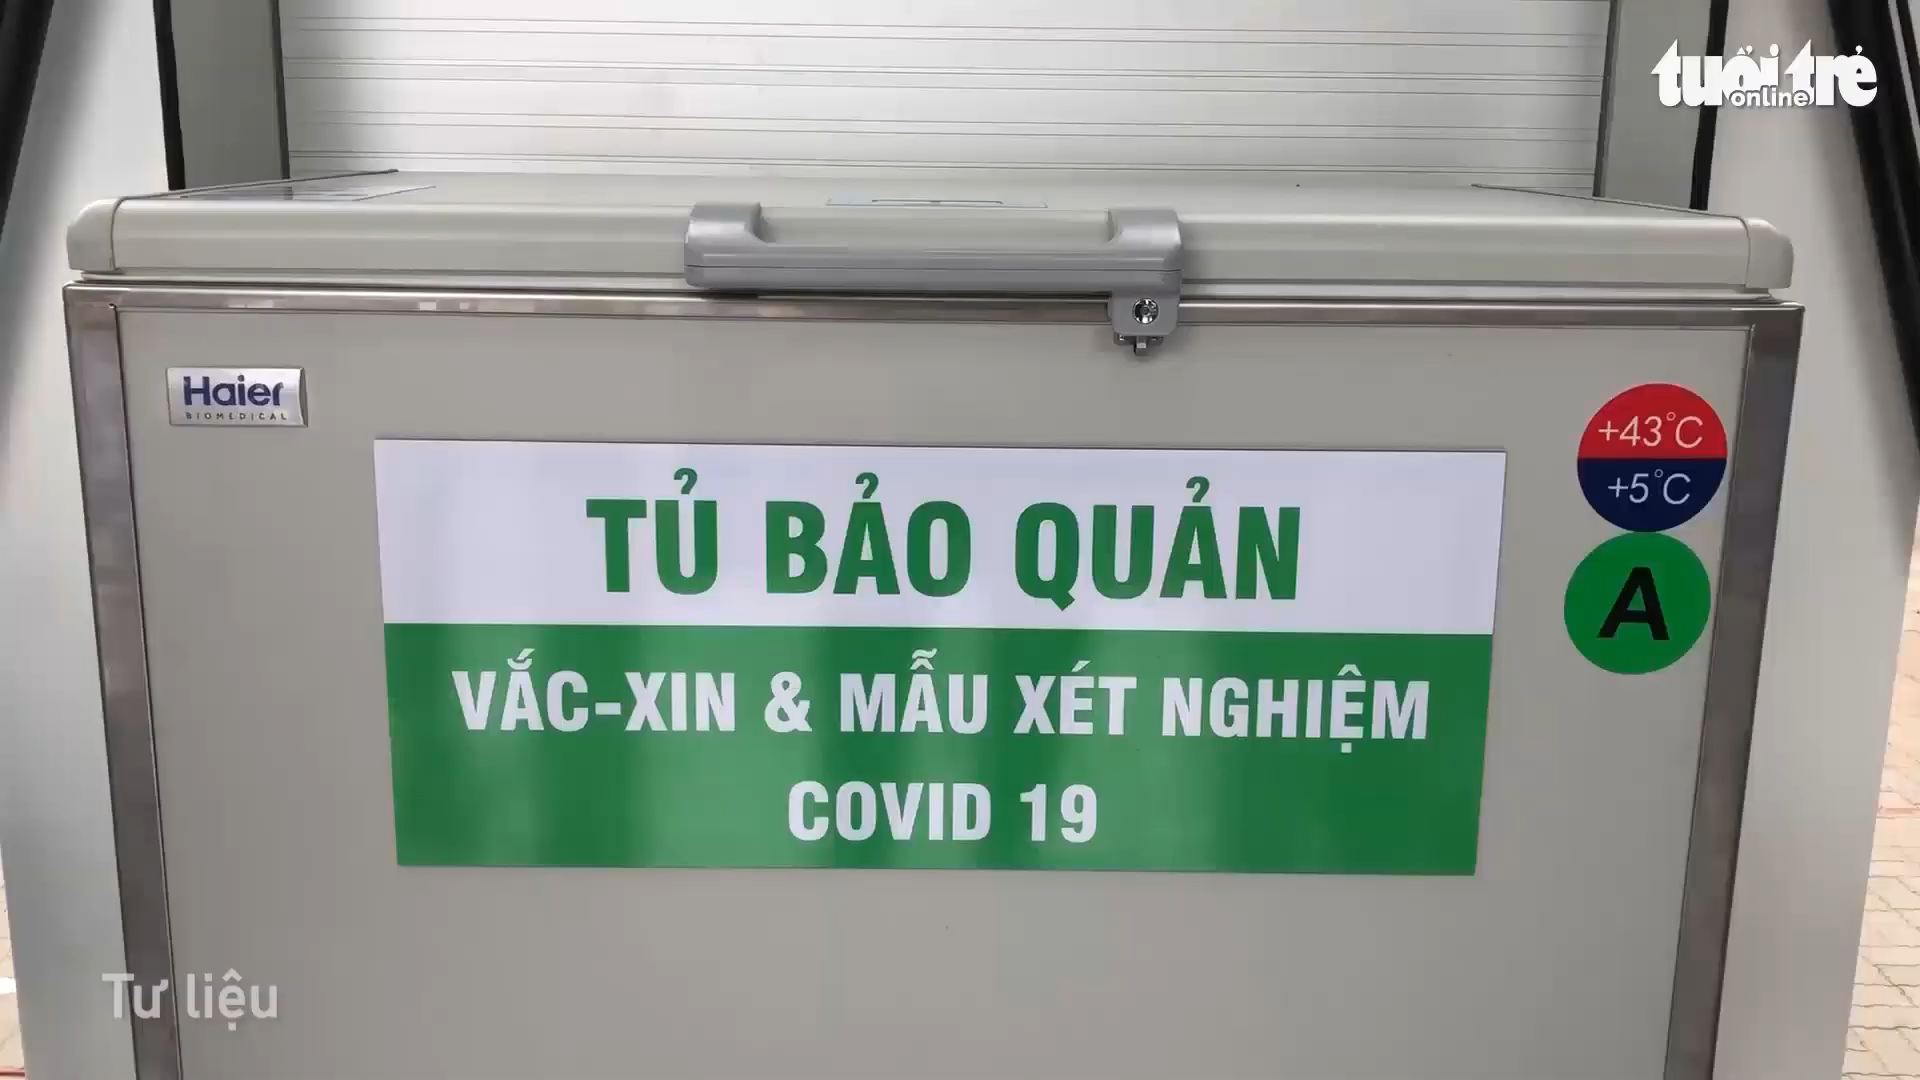 tuổi trẻ
online
Haier
BIOMEDICAL
+43°C
+5°C
A
TỦ BẢO QUẢN
VẮC-XIN & MẪU XÉT NGHIỆM
COVID 19
Tư liệu